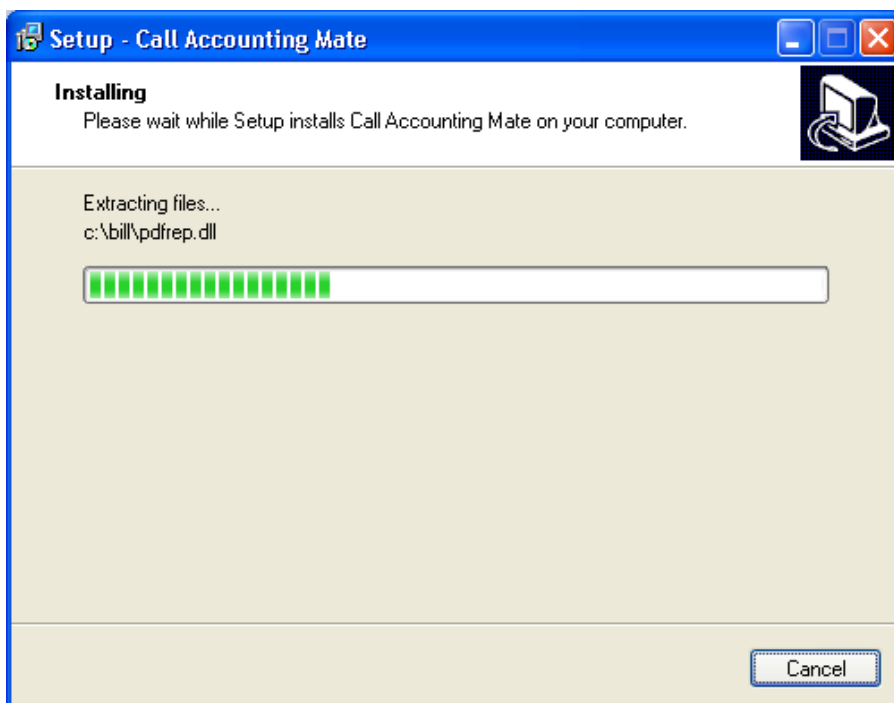 Setup - Call Accounting Mate
Installing
Please wait while Setup installs Call Accounting Mate on your computer.
Extracting files...
c:\bill\pdfrep.dll
Cancel